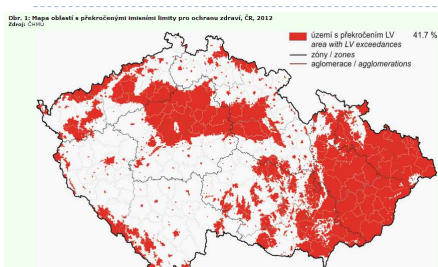 Obr. 1: Mapa oblastí s překročenými imisními limity pro ochranu zdraví, ČR, 2012
Zdroj: ČHMÚ
území s překročením LV 41.7 %
area with LV exceedances
zóny / zones
aglomerace / agglomerations